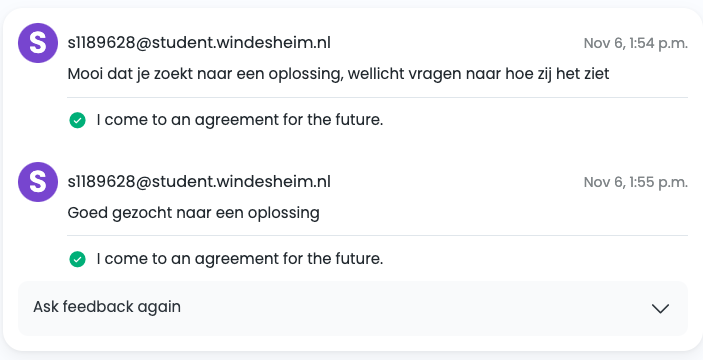 S
s1189628@student.windesheim.nl
Nov 6, 1:54 p.m.
Mooi dat je zoekt naar een oplossing, wellicht vragen naar hoe zij het ziet
I come to an agreement for the future.
S
s1189628@student.windesheim.nl
Nov 6, 1:55 p.m.
Goed gezocht naar een oplossing
I come to an agreement for the future.
Ask feedback again